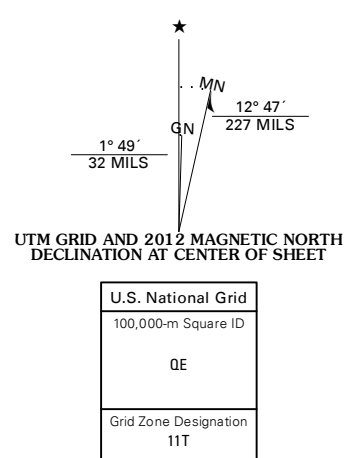 ★
MN
12° 47´
227 MILS
GN
1° 49´
32 MILS
UTM GRID AND 2012 MAGNETIC NORTH
DECLINATION AT CENTER OF SHEET
U.S. National Grid
100,000-m Square ID
QE
Grid Zone Designation
11T